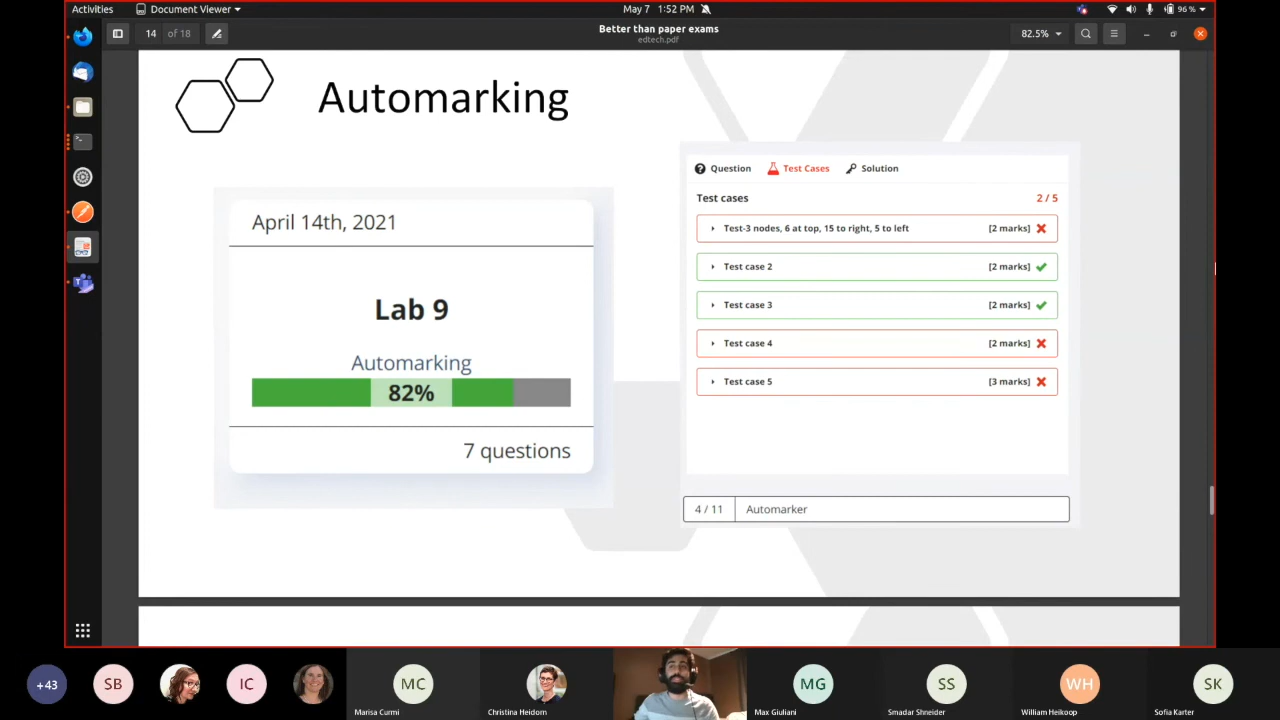 Activities Document Viewer May 7 1:52 PM 96 %
14 of 18 Better than paper exams 82.5%
edtech.pdf
Automarking
April 14th, 2021
Lab 9
Automarking
82%
7 questions
Question Test Cases Solution
Test cases 2 / 5
Test-3 nodes, 6 at top, 15 to right, 5 to left [2 marks]
Test case 2 [2 marks]
Test case 3 [2 marks]
Test case 4 [2 marks]
Test case 5 [3 marks]
4 / 11 Automarker
+43 SB IC MC MG SS WH SK
Marisa Curmi Christina Heidorn Max Giuliani Smadar Shneider William Heikoop Sofia Karter